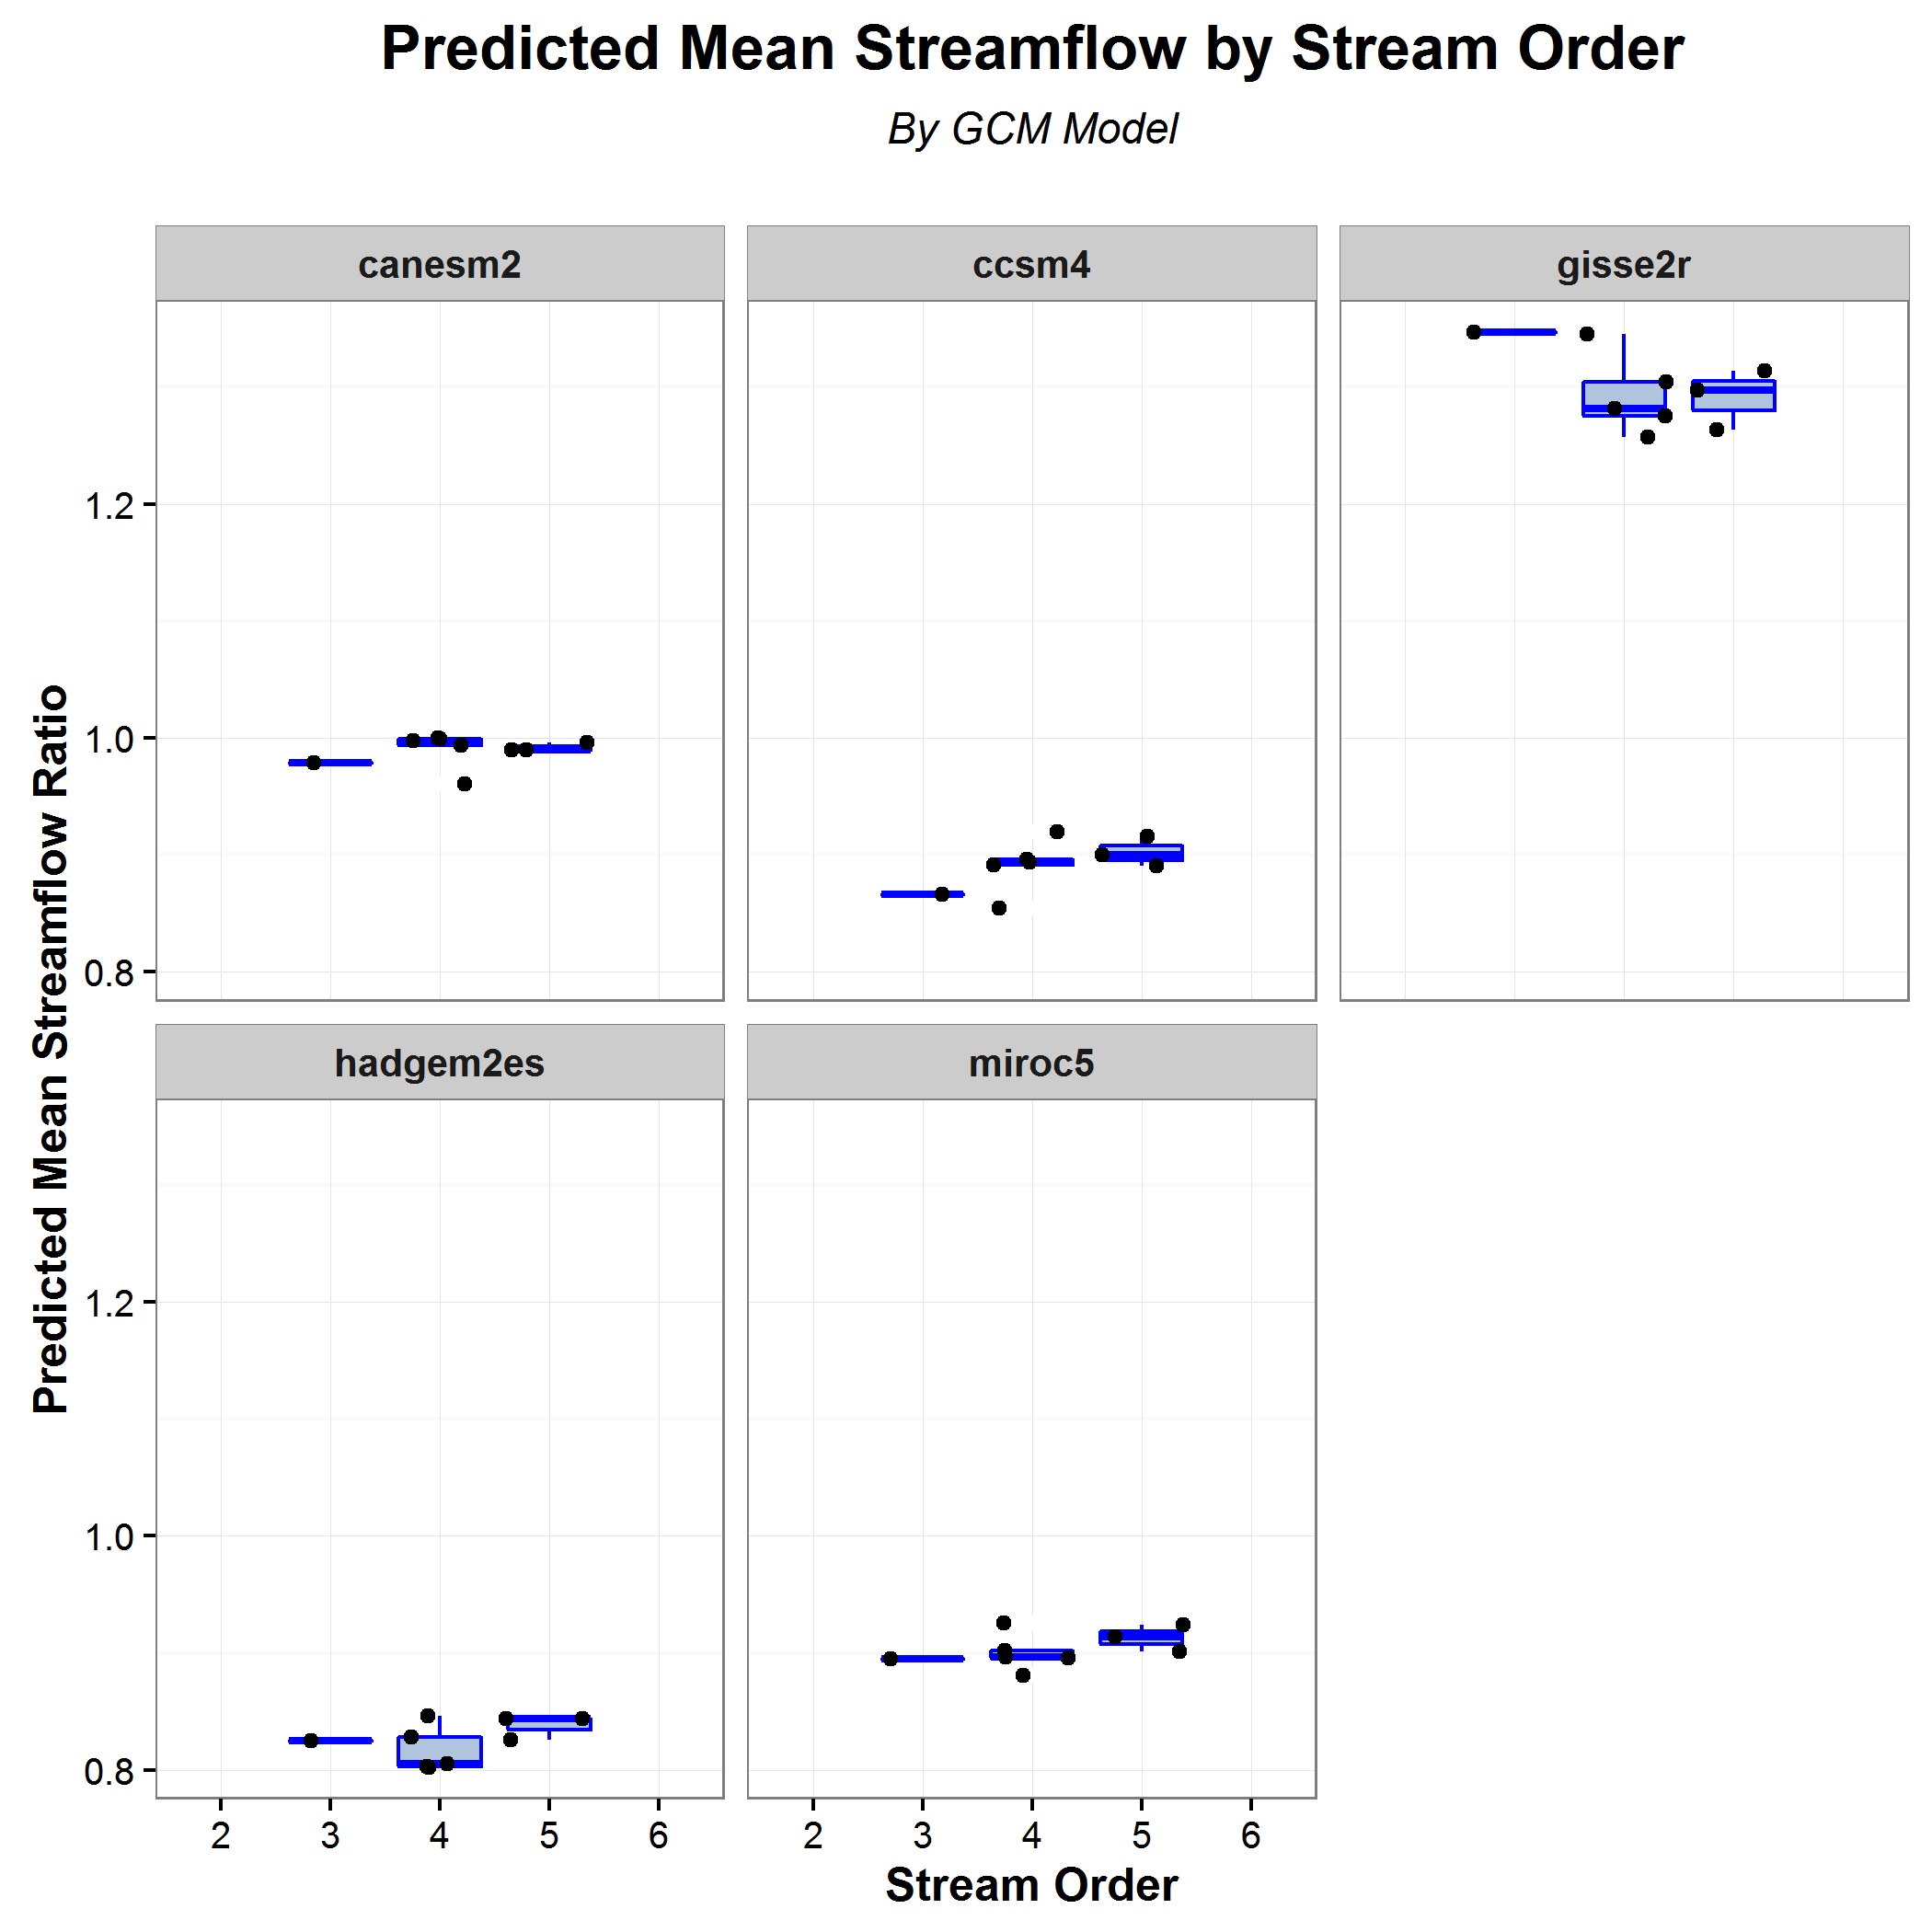 Predicted Mean Streamflow by Stream Order
By GCM Model
canesm2
ccsm4
gisse2r
1.2
1.0
0.8
Predicted Mean Streamflow Ratio
hadgem2es
miroc5
1.2
1.0
0.8
2 3 4 5 6
2 3 4 5 6
Stream Order